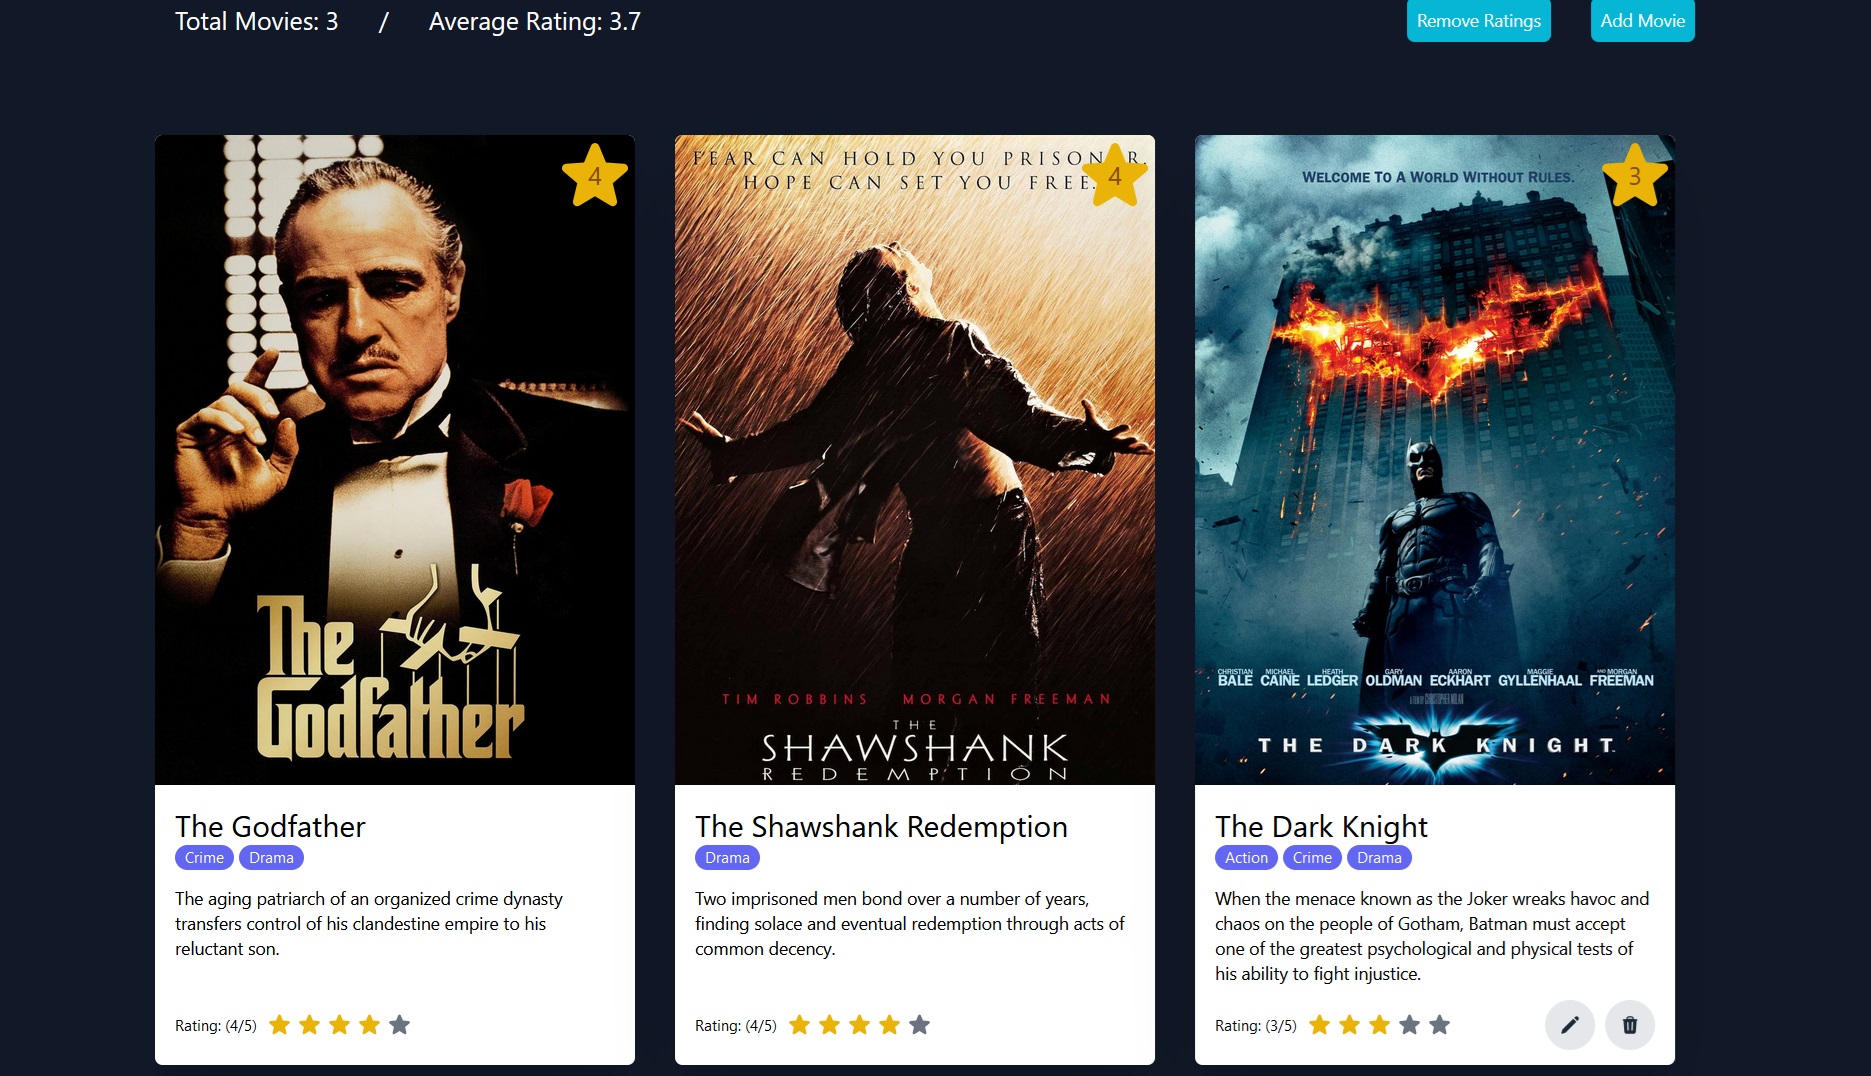 Total Movies: 3 / Average Rating: 3.7
Remove Ratings
Add Movie
4
The
Godfather
The Godfather
Crime Drama
The aging patriarch of an organized crime dynasty
transfers control of his clandestine empire to his
reluctant son.
Rating: (4/5)
FEAR CAN HOLD YOU PRISONER.
HOPE CAN SET YOU FREE.
4
TIM ROBBINS MORGAN FREEMAN
THE
SHAWSHANK
REDEMPTION
The Shawshank Redemption
Drama
Two imprisoned men bond over a number of years,
finding solace and eventual redemption through acts of
common decency.
Rating: (4/5)
WELCOME TO A WORLD WITHOUT RULES.
3
CHRISTIAN BALE MICHAEL CAINE HEATH LEDGER GARY OLDMAN AARON ECKHART MAGGIE GYLLENHAAL AND MORGAN FREEMAN
A FILM BY CHRISTOPHER NOLAN
THE DARK KNIGHT
The Dark Knight
Action Crime Drama
When the menace known as the Joker wreaks havoc and
chaos on the people of Gotham, Batman must accept
one of the greatest psychological and physical tests of
his ability to fight injustice.
Rating: (3/5)